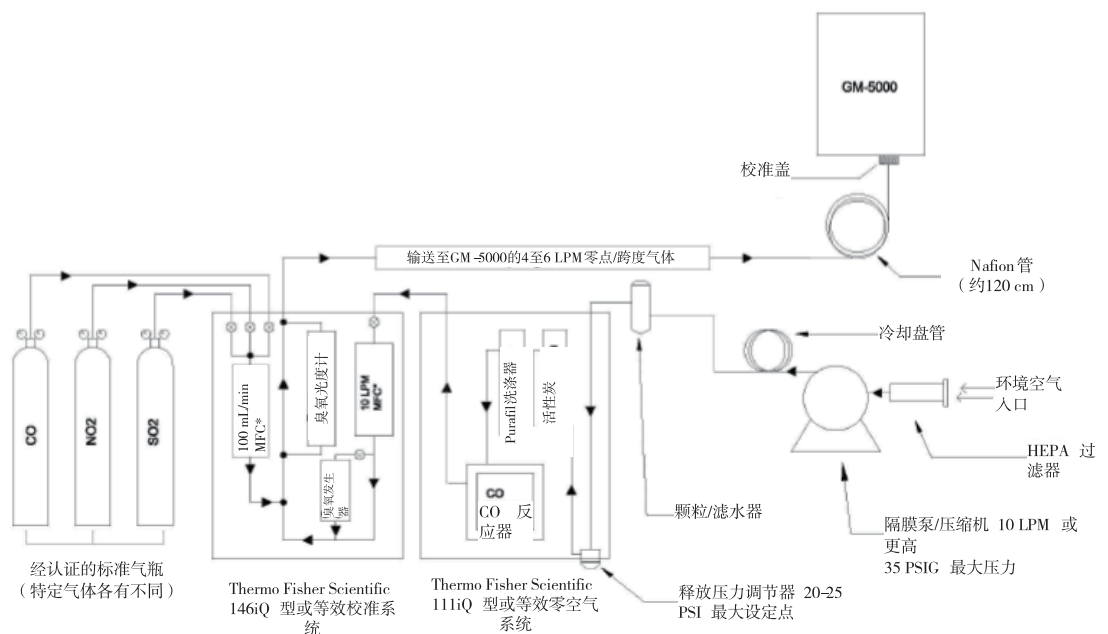 GM-5000
校准盖
输送至GM-5000的4至6 LPM零点/跨度气体
Nafion管
（约120 cm）
冷却盘管
环境空气
入口
HEPA 过
滤器
隔膜泵/压缩机 10 LPM 或
更高
35 PSIG 最大压力
颗粒/滤水器
释放压力调节器 20-25
PSI 最大设定点
CO
NO2
SO2
经认证的标准气瓶
（特定气体各有不同）
100 mL/min
MFC*
臭氧光度计
10 LPM
MFC*
臭氧发生
器
Thermo Fisher Scientific
146iQ 型或等效校准系
统
Purafil洗涤器
活性炭
CO
CO 反
应器
Thermo Fisher Scientific
111iQ 型或等效零空气
系统